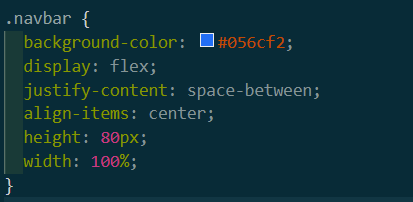 .navbar {
  background-color: #056cf2;
  display: flex;
  justify-content: space-between;
  align-items: center;
  height: 80px;
  width: 100%;
}